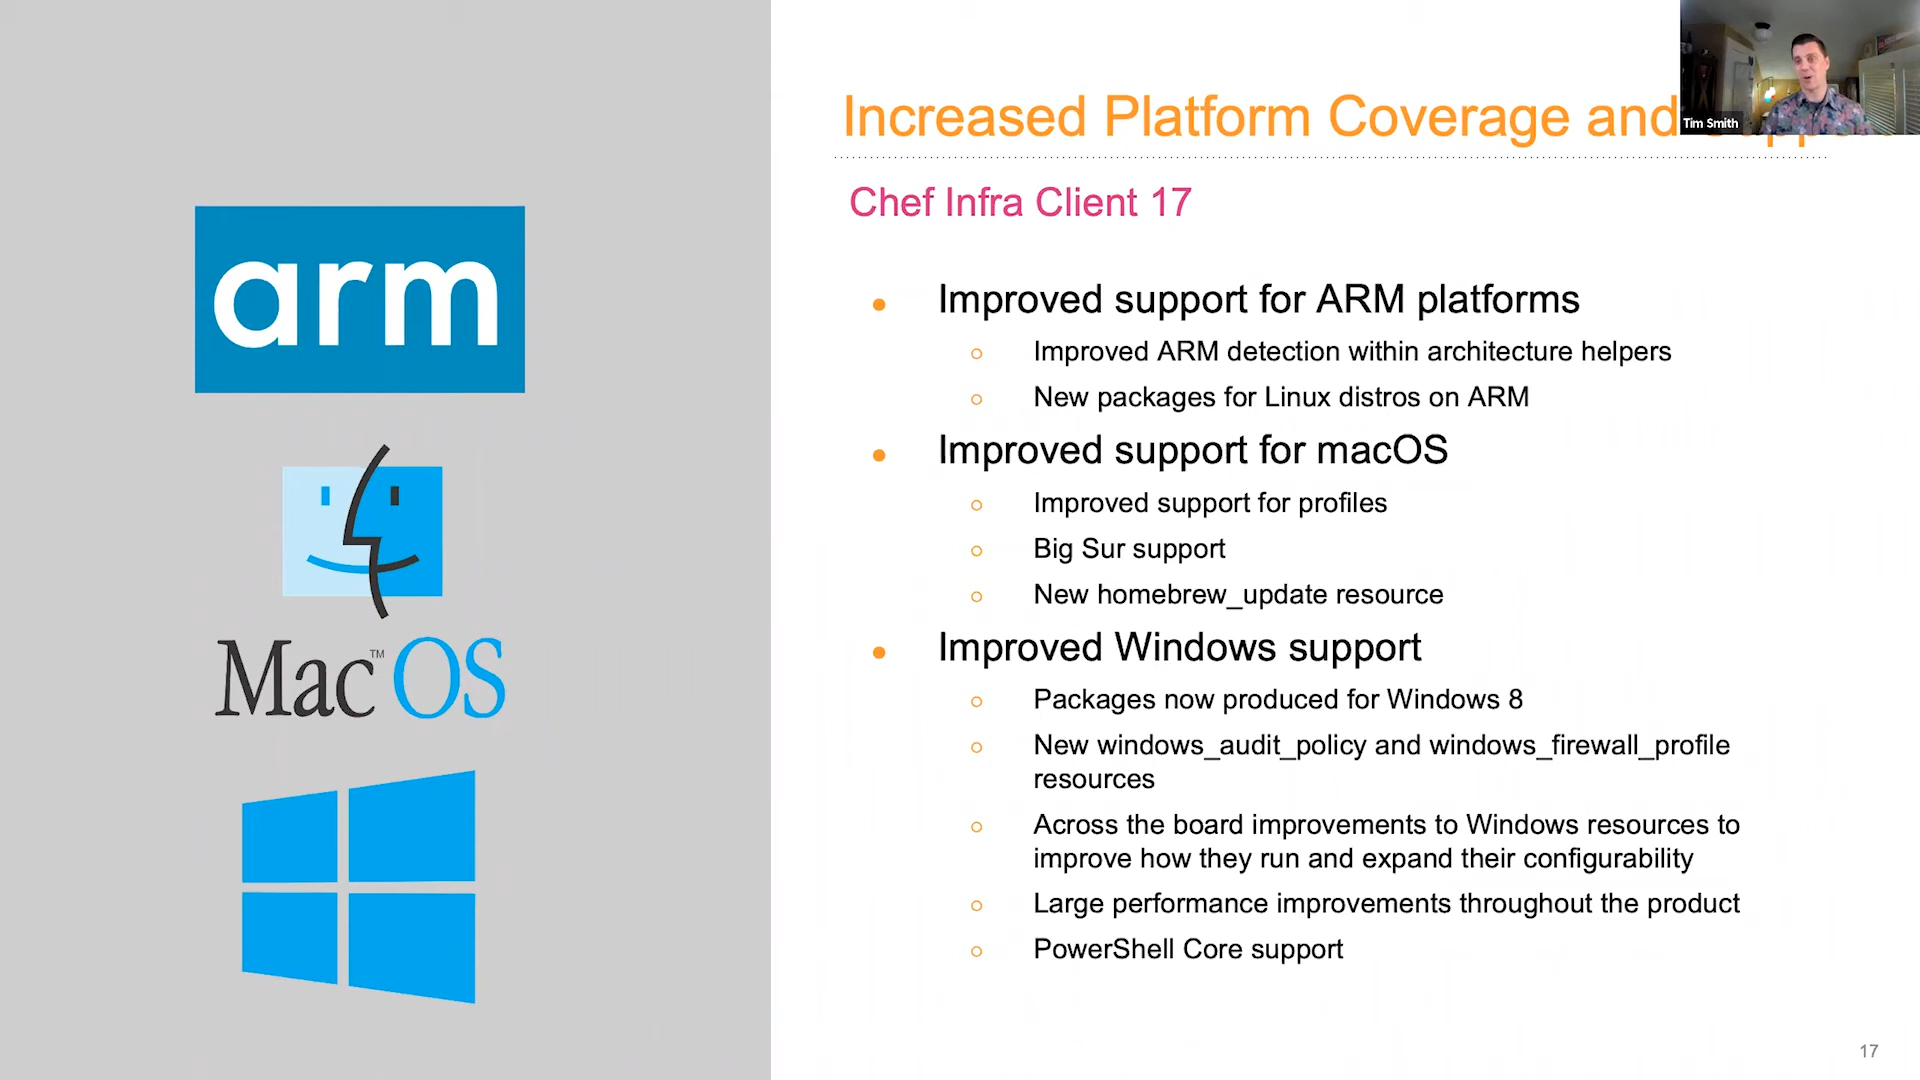 Increased Platform Coverage and
Tim Smith
Chef Infra Client 17
arm
Improved support for ARM platforms
Improved ARM detection within architecture helpers
New packages for Linux distros on ARM
Improved support for macOS
Improved support for profiles
Big Sur support
New homebrew_update resource
Mac™OS
Improved Windows support
Packages now produced for Windows 8
New windows_audit_policy and windows_firewall_profile
resources
Across the board improvements to Windows resources to
improve how they run and expand their configurability
Large performance improvements throughout the product
PowerShell Core support
17